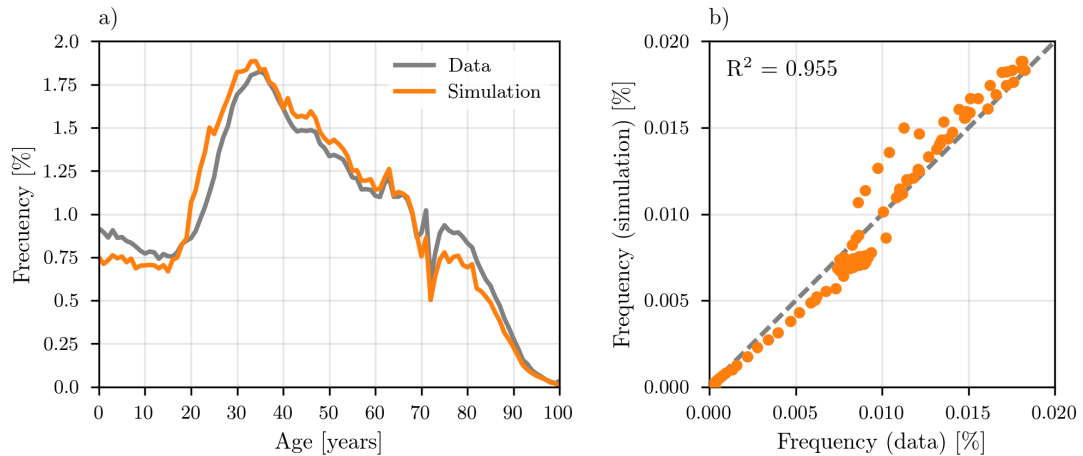 a)
2.0
1.75
1.5
1.25
1.0
0.75
0.5
0.25
0.0
Frecuency [%]
Data
Simulation
0 10 20 30 40 50 60 70 80 90 100
Age [years]
b)
0.020
0.015
0.010
0.005
0.000
Frequency (simulation) [%]
R² = 0.955
0.000 0.005 0.010 0.015 0.020
Frequency (data) [%]